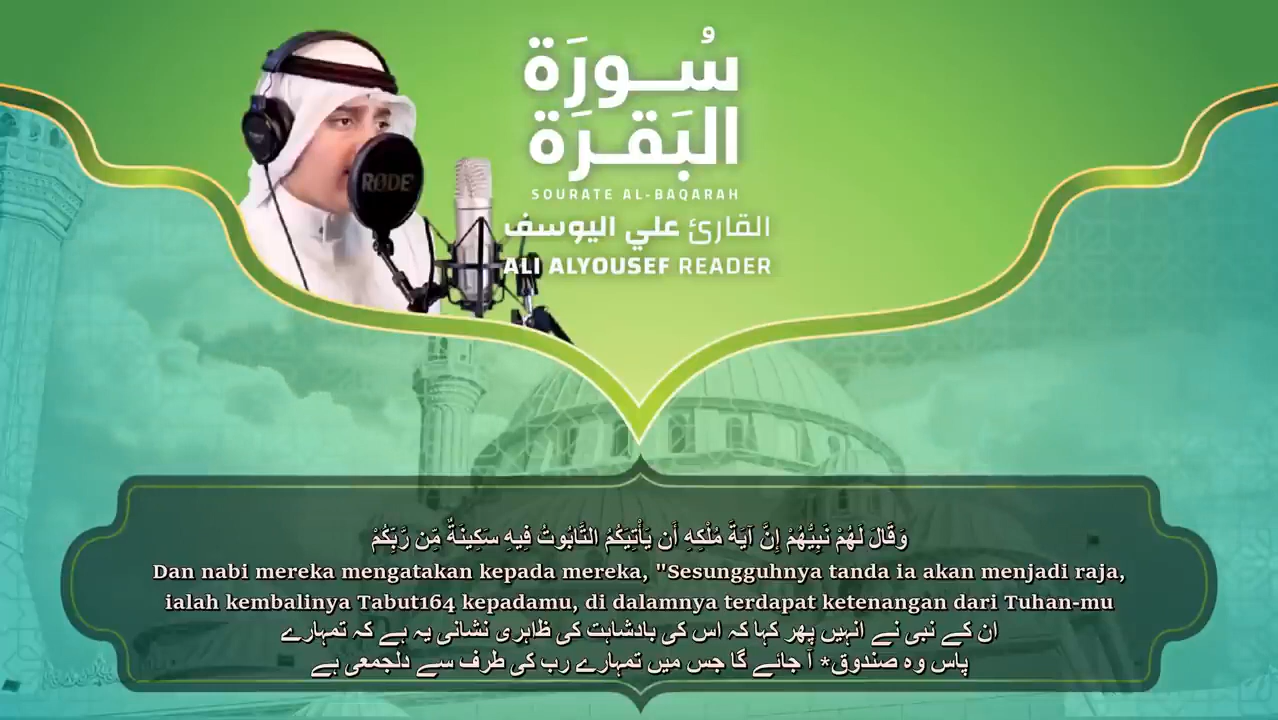 سُورَة
البَقَرَة
SOURATE AL-BAQARAH
القارئ علي اليوسف
ALI ALYOUSEF READER
RØDE
وَقَالَ لَهُمْ نَبِيُّهُمْ إِنَّ آيَةَ مُلْكِهِ أَن يَأْتِيَكُمُ التَّابُوتُ فِيهِ سَكِينَةٌ مِّن رَّبِّكُمْ
Dan nabi mereka mengatakan kepada mereka, "Sesungguhnya tanda ia akan menjadi raja,
ialah kembalinya Tabut164 kepadamu, di dalamnya terdapat ketenangan dari Tuhan-mu
ان کے نبی نے انہیں پھر کہا کہ اس کی بادشاہت کی ظاہری نشانی یہ ہے کہ تمہارے
پاس وہ صندوق* آ جائے گا جس میں تمہارے رب کی طرف سے دلجمعی ہے